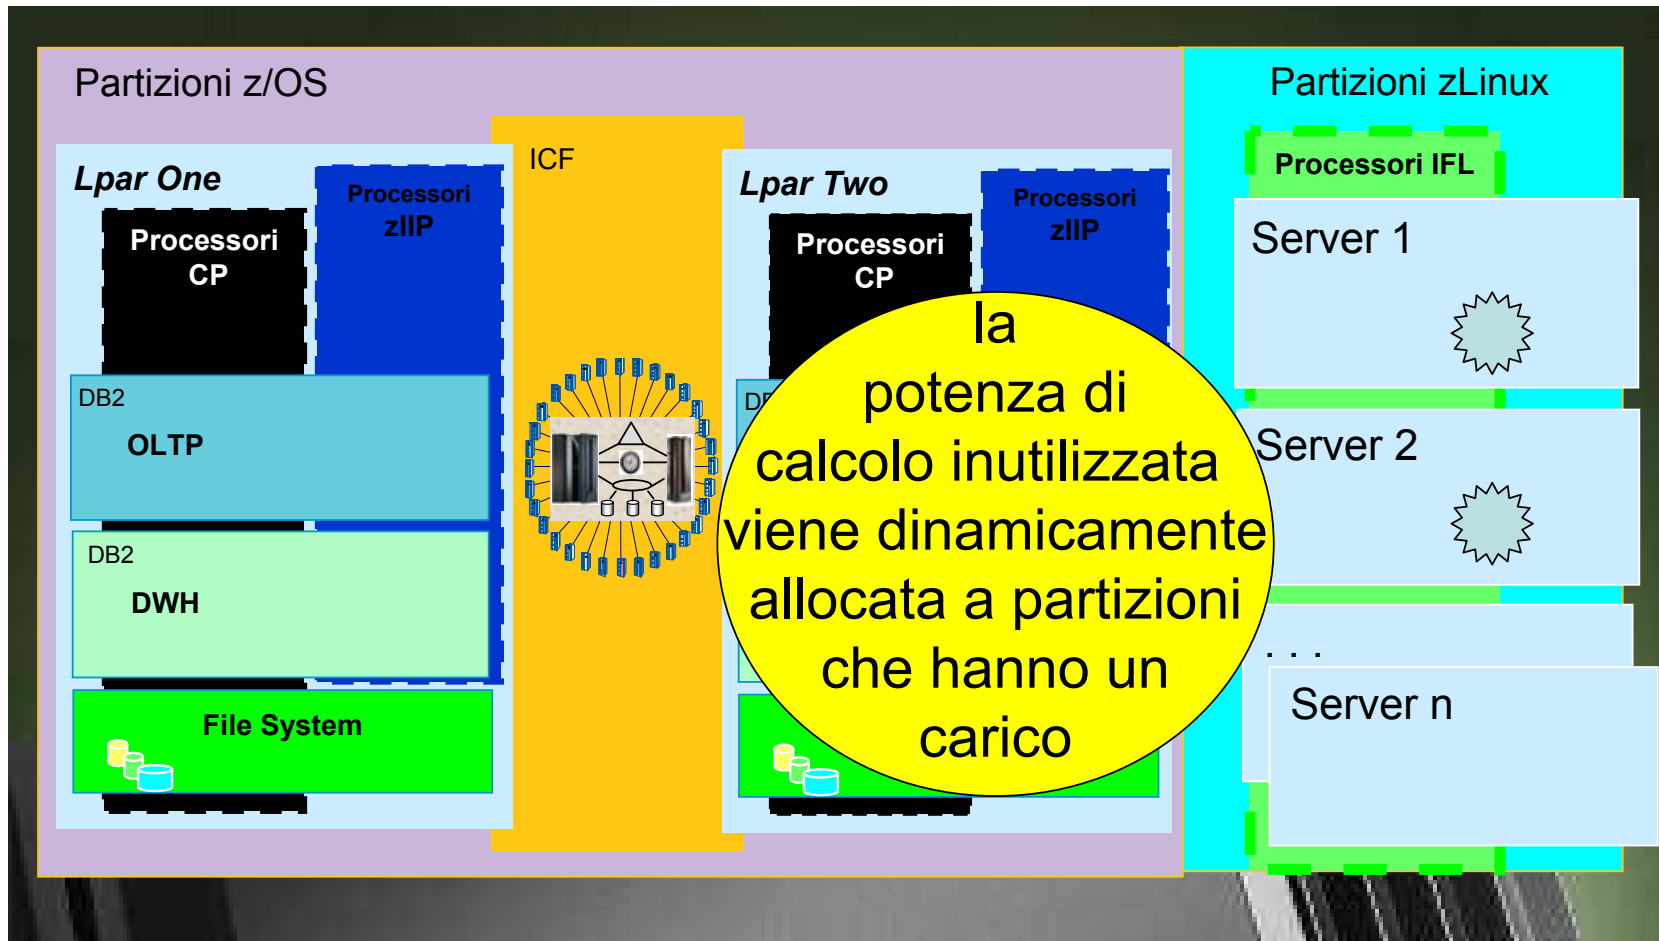 Partizioni z/OS
Partizioni zLinux
Lpar One
Processori
CP
Processori
zIIP
DB2
OLTP
DB2
DWH
File System
ICF
Lpar Two
Processori
CP
Processori
zIIP
la
potenza di
calcolo inutilizzata
viene dinamicamente
allocata a partizioni
che hanno un
carico
Processori IFL
Server 1
Server 2
. . .
Server n